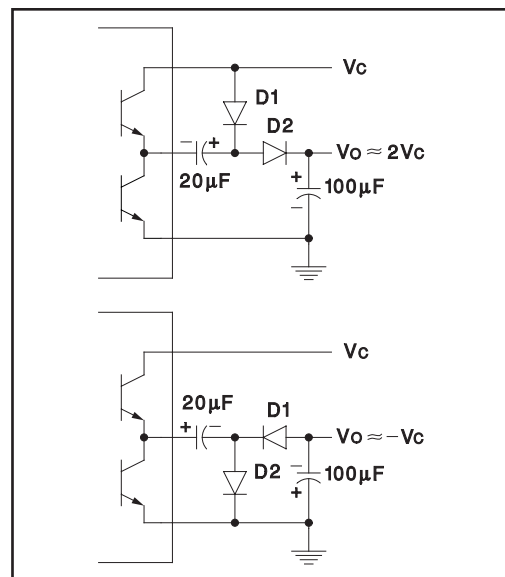 Vc
D1
D2
− +
Vo ≈ 2Vc
20µF
+
100µF
−
Vc
20µF
D1
+ −
Vo ≈ −Vc
−
D2
100µF
+